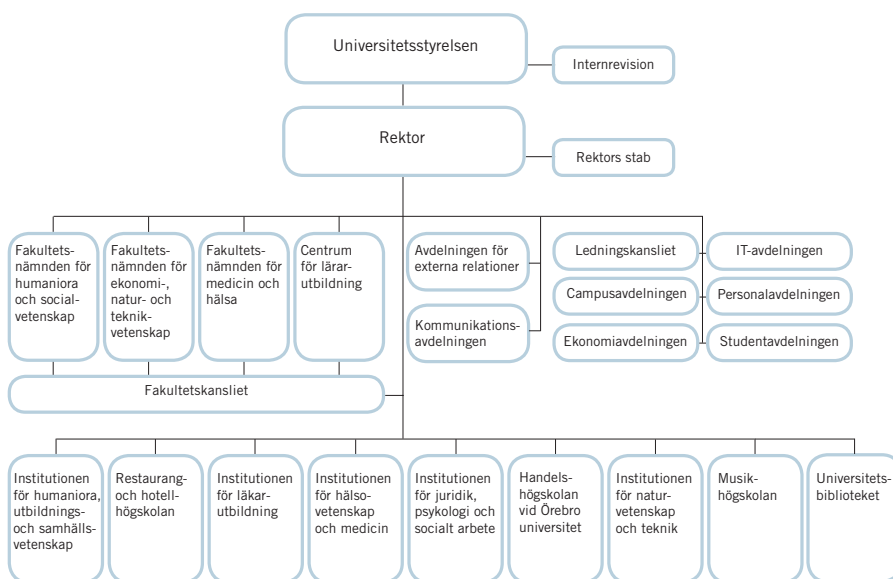 Universitetsstyrelsen
Internrevision
Rektor
Rektors stab
Fakultets-
nämnden för
humaniora
och social-
vetenskap
Fakultets-
nämnden för
ekonomi-,
natur- och
teknik-
vetenskap
Fakultets-
nämnden för
medicin och
hälsa
Centrum
för lärar-
utbildning
Avdelningen för
externa relationer
Kommunikations-
avdelningen
Ledningskansliet
IT-avdelningen
Campusavdelningen
Personalavdelningen
Ekonomiavdelningen
Studentavdelningen
Fakultetskansliet
Institutionen
för humaniora,
utbildnings-
och samhälls-
vetenskap
Restaurang-
och hotell-
högskolan
Institutionen
för läkar-
utbildning
Institutionen
för hälso-
vetenskap
och medicin
Institutionen
för juridik,
psykologi och
socialt arbete
Handels-
högskolan
vid Örebro
universitet
Institutionen
för natur-
vetenskap
och teknik
Musik-
högskolan
Universitets-
biblioteket